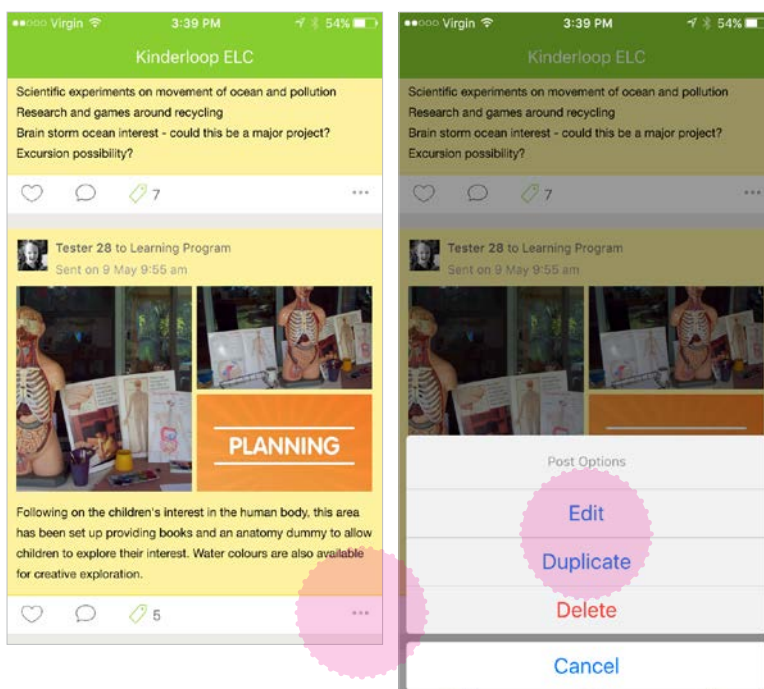 Virgin 3:39 PM 54%
Kinderloop ELC
Scientific experiments on movement of ocean and pollution
Research and games around recycling
Brain storm ocean interest - could this be a major project?
Excursion possibility?
7
Tester 28 to Learning Program
Sent on 9 May 9:55 am
PLANNING
Following on the children's interest in the human body, this area
has been set up providing books and an anatomy dummy to allow
children to explore their interest. Water colours are also available
for creative exploration.
5
Virgin 3:39 PM 54%
Kinderloop ELC
Scientific experiments on movement of ocean and pollution
Research and games around recycling
Brain storm ocean interest - could this be a major project?
Excursion possibility?
7
Tester 28 to Learning Program
Sent on 9 May 9:55 am
Post Options
Edit
Duplicate
Delete
Cancel